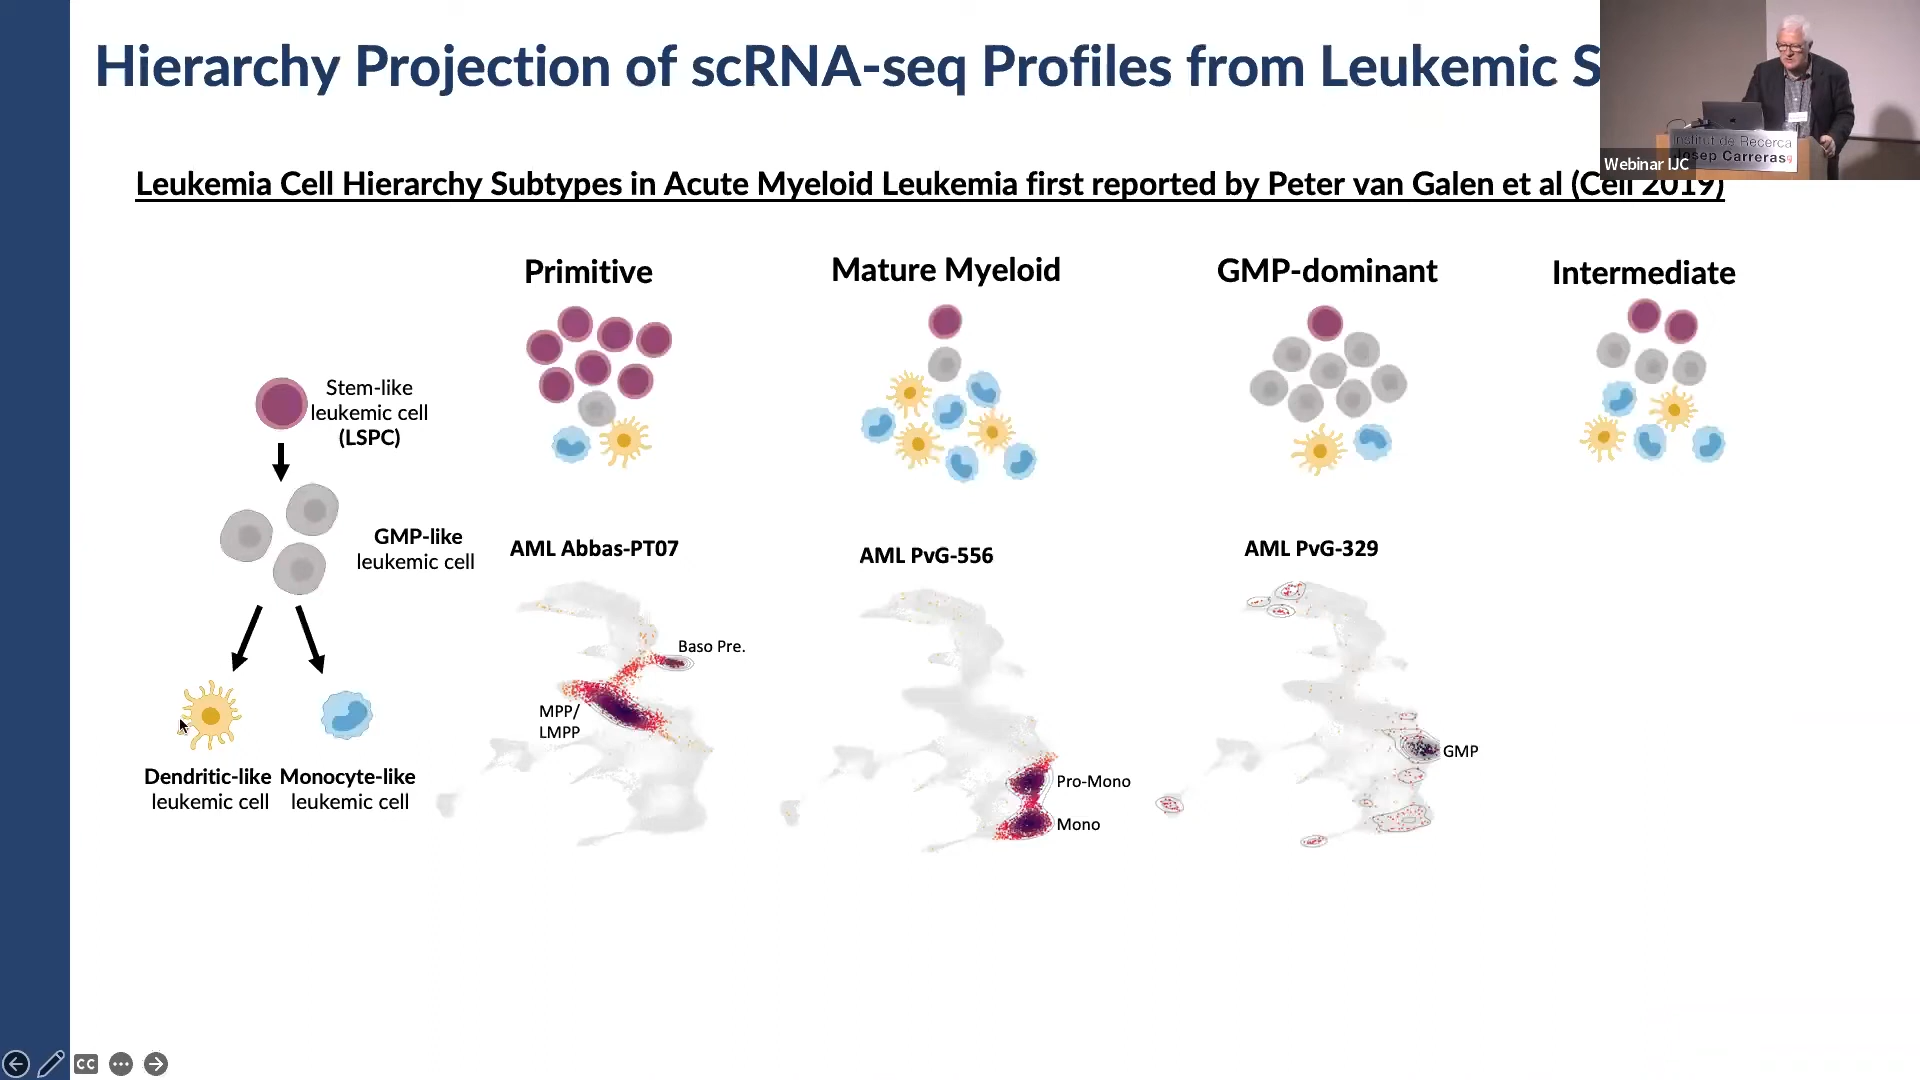 Hierarchy Projection of scRNA-seq Profiles from Leukemic S
Institut de Recerca
Josep Carreras
Webinar IJC
Leukemia Cell Hierarchy Subtypes in Acute Myeloid Leukemia first reported by Peter van Galen et al (Cell 2019)
Primitive
Mature Myeloid
GMP-dominant
Intermediate
Stem-like
leukemic cell
(LSPC)
GMP-like
leukemic cell
Dendritic-like
leukemic cell
Monocyte-like
leukemic cell
AML Abbas-PT07
Baso Pre.
MPP/
LMPP
AML PvG-556
Pro-Mono
Mono
AML PvG-329
GMP
CC